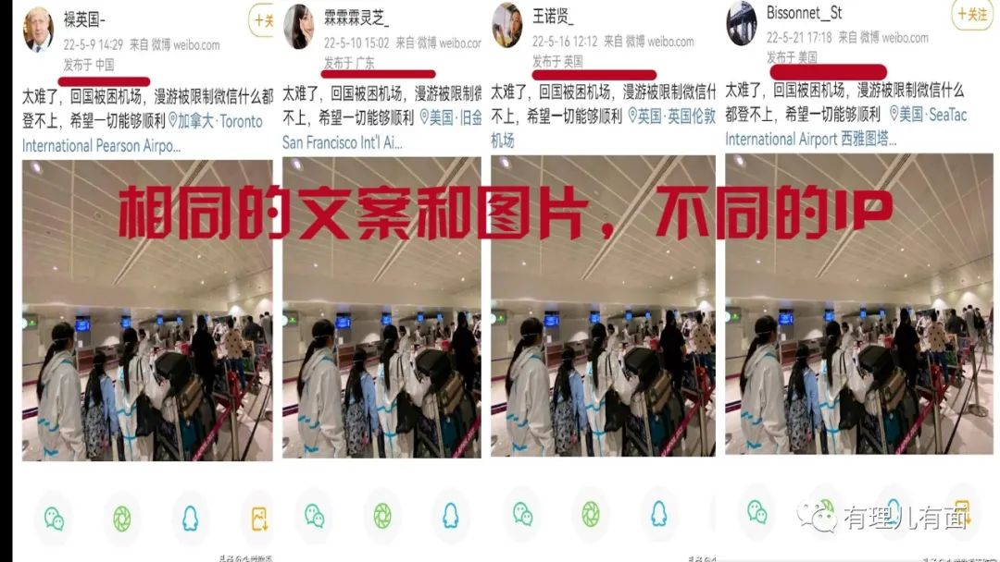 襙英国-
+关
22-5-9 14:29 来自 微博 weibo.com
发布于 中国
太难了，回国被困机场，漫游被限制微信什么都
登不上，希望一切能够顺利 加拿大·Toronto
International Pearson Airpo...
霖霖霖灵芝_
22-5-10 15:02 来自 微博 weibo.cor
发布于 广东
太难了，回国被困机场，漫游被限制微
不上，希望一切能够顺利 美国·旧金
San Francisco Int'l Ai...
王诺贤_
22-5-16 12:12 来自 微博 weibo.com
发布于 英国
太难了，回国被困机场，漫游被限制微信什
不上，希望一切能够顺利 英国·英国伦敦
机场
Bissonnet__St
+关注
22-5-21 17:18 来自 微博 weibo.com
发布于 美国
太难了，回国被困机场，漫游被限制微信什么
都登不上，希望一切能够顺利 美国·SeaTac
International Airport 西雅图塔...
相同的文案和图片，不同的IP
有理儿有面